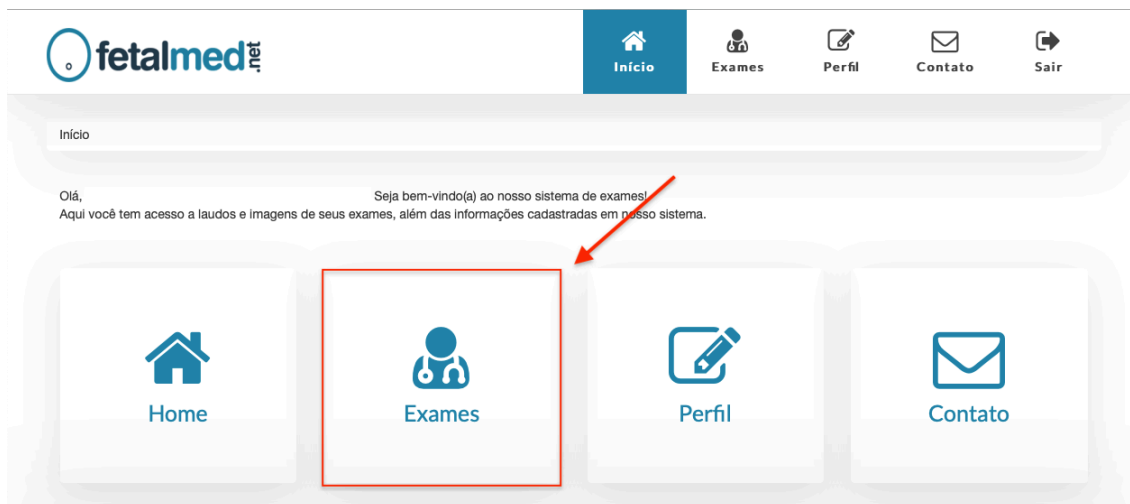 fetalmed.net
Início
Exames
Perfil
Contato
Sair
Início
Olá, Seja bem-vindo(a) ao nosso sistema de exames!
Aqui você tem acesso a laudos e imagens de seus exames, além das informações cadastradas em nosso sistema.
Home
Exames
Perfil
Contato